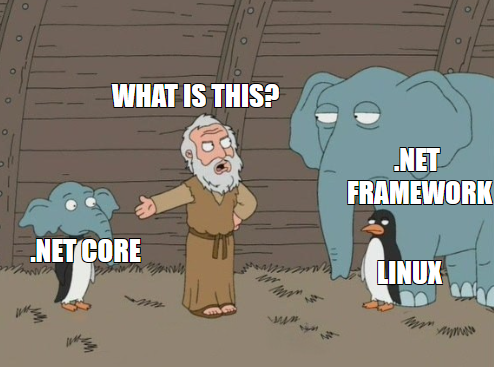 WHAT IS THIS?
.NET
FRAMEWORK
.NET CORE
LINUX